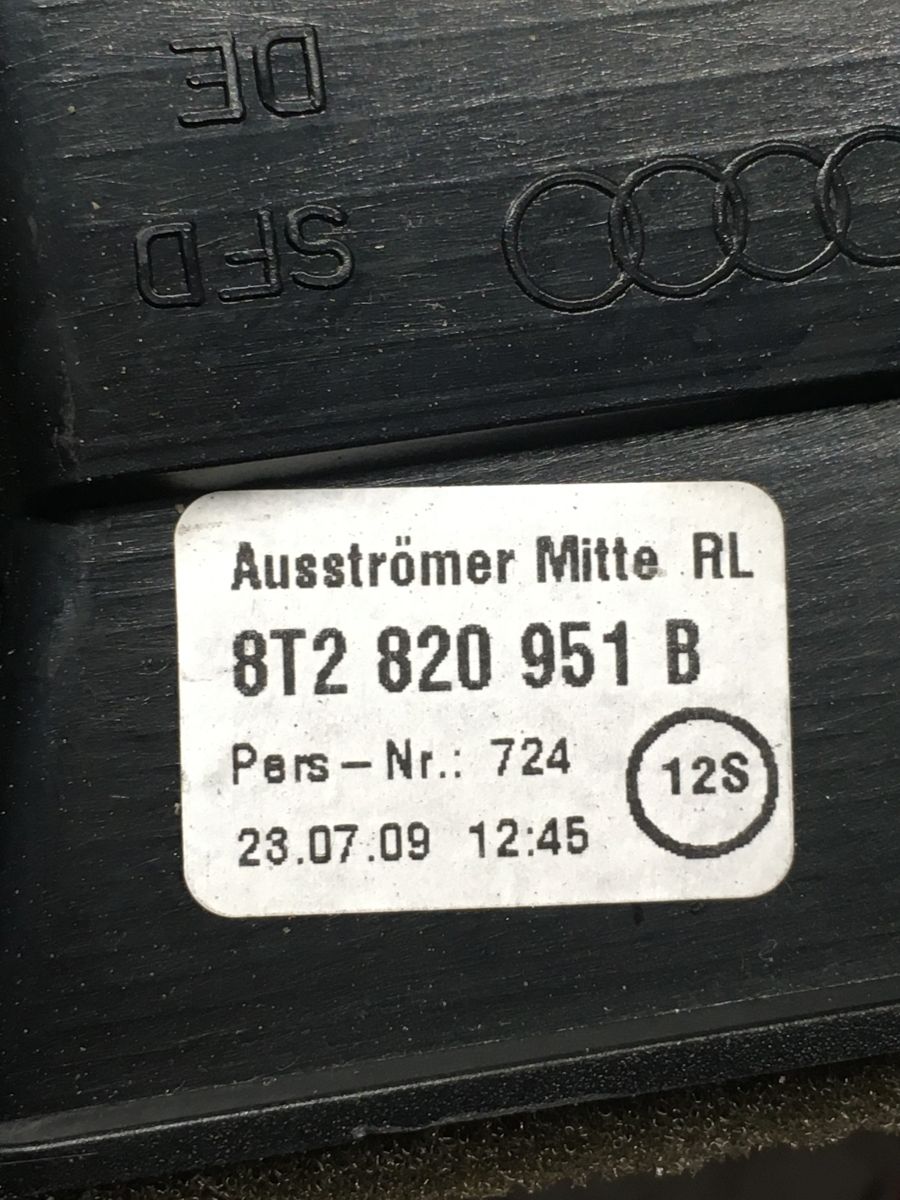 DE
SFD
Ausströmer Mitte RL
8T2 820 951 B
Pers-Nr.: 724
12S
23.07.09 12:45